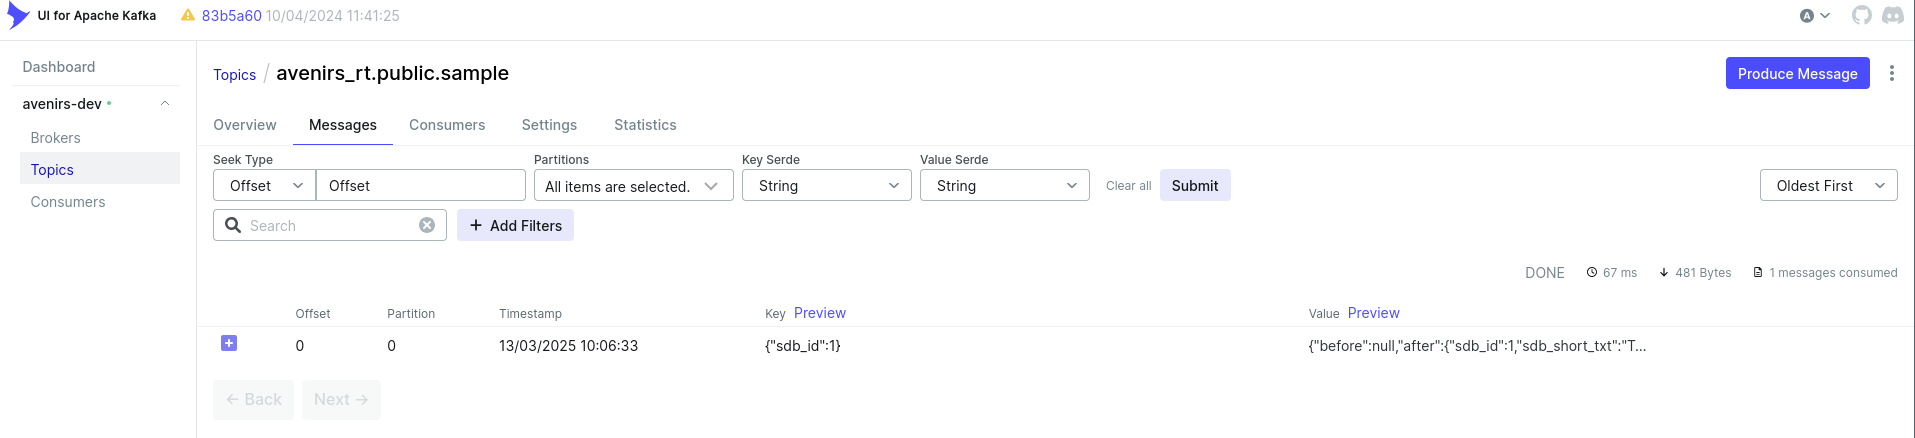 UI for Apache Kafka 83b5a60 10/04/2024 11:41:25 A
Dashboard
avenirs-dev
Brokers
Topics
Consumers
Topics / avenirs_rt.public.sample Produce Message
Overview Messages Consumers Settings Statistics
Seek Type Partitions Key Serde Value Serde
Offset Offset All items are selected. String String Clear all Submit Oldest First
Search + Add Filters
DONE 67 ms 481 Bytes 1 messages consumed
Offset Partition Timestamp Key Preview Value Preview
0 0 13/03/2025 10:06:33 {"sdb_id":1} {"before":null,"after":{"sdb_id":1,"sdb_short_txt":"T...
← Back Next →